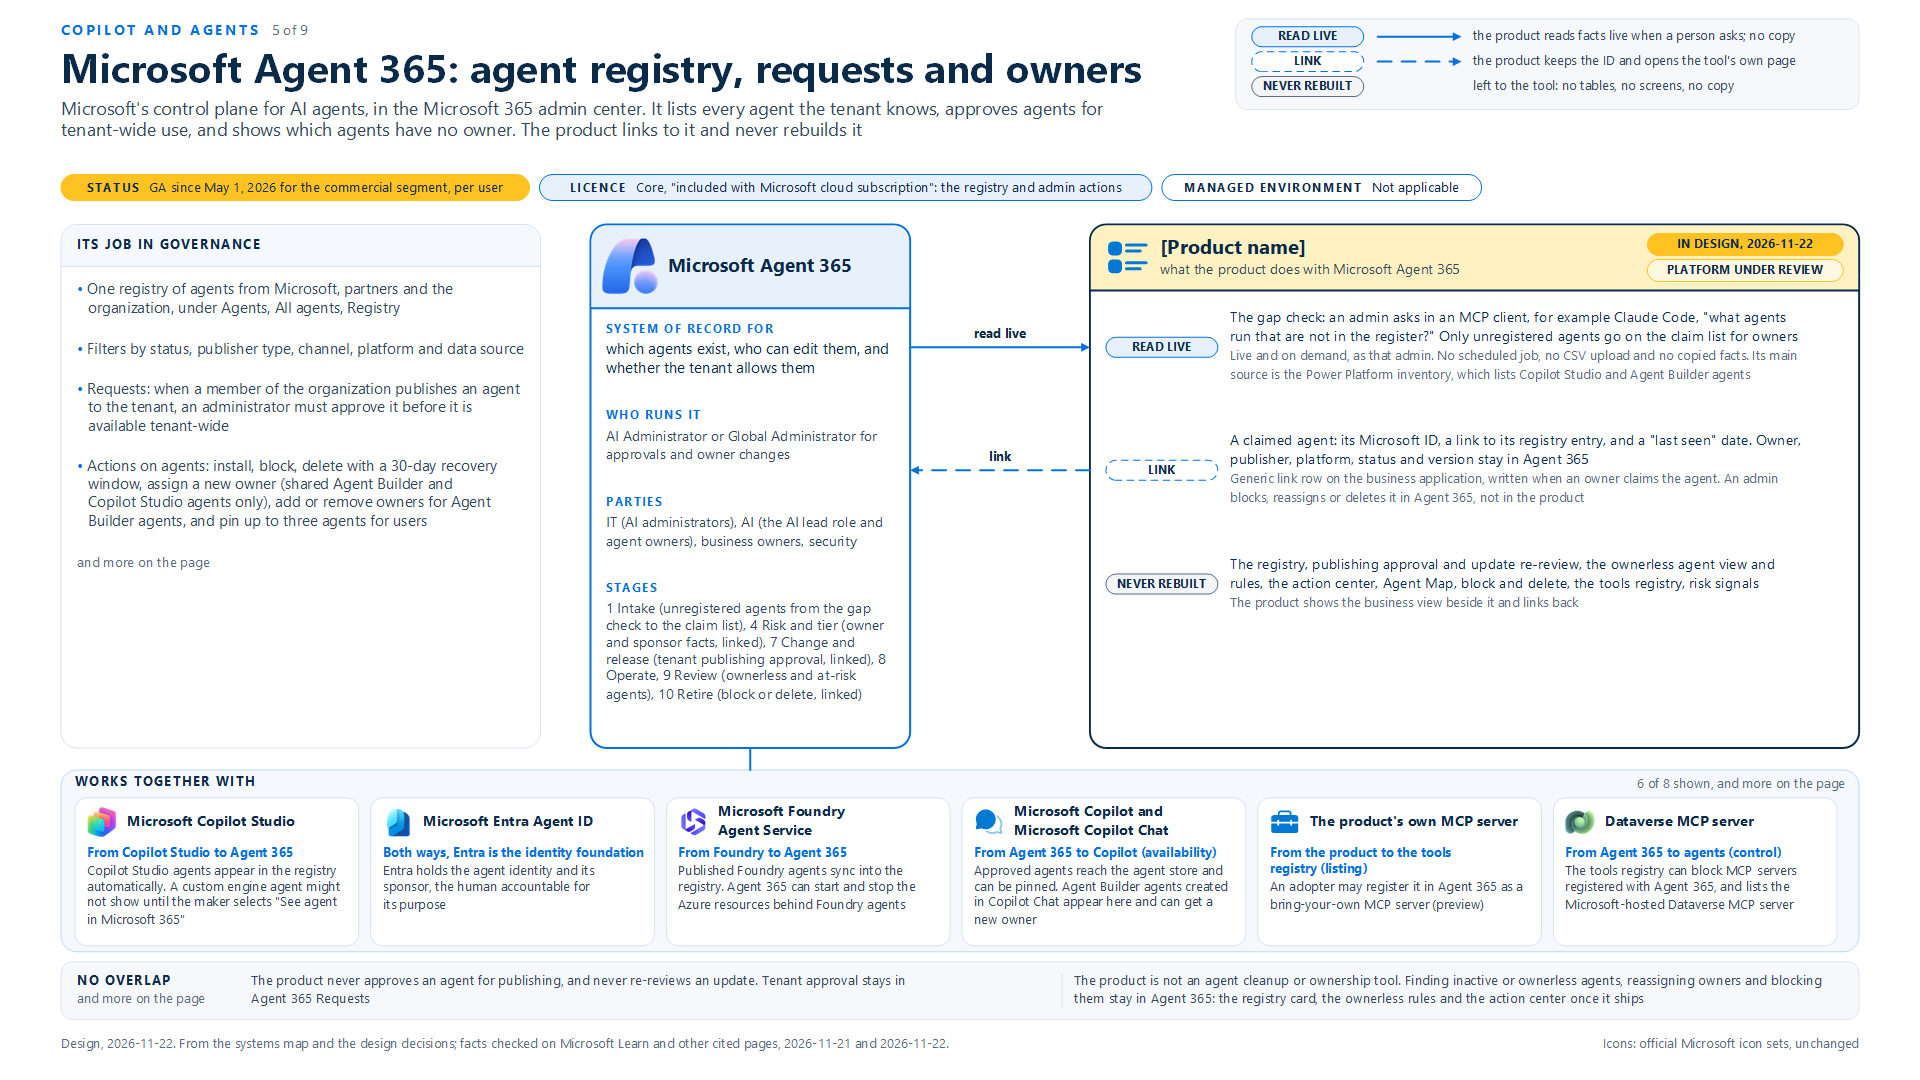 COPILOT AND AGENTS 5 of 9
Microsoft Agent 365: agent registry, requests and owners
Microsoft's control plane for AI agents, in the Microsoft 365 admin center. It lists every agent the tenant knows, approves agents for
tenant-wide use, and shows which agents have no owner. The product links to it and never rebuilds it
READ LIVE the product reads facts live when a person asks; no copy
LINK the product keeps the ID and opens the tool's own page
NEVER REBUILT left to the tool: no tables, no screens, no copy
STATUS GA since May 1, 2026 for the commercial segment, per user
LICENCE Core, "included with Microsoft cloud subscription": the registry and admin actions
MANAGED ENVIRONMENT Not applicable
ITS JOB IN GOVERNANCE
• One registry of agents from Microsoft, partners and the
organization, under Agents, All agents, Registry
• Filters by status, publisher type, channel, platform and data source
• Requests: when a member of the organization publishes an agent
to the tenant, an administrator must approve it before it is
available tenant-wide
• Actions on agents: install, block, delete with a 30-day recovery
window, assign a new owner (shared Agent Builder and
Copilot Studio agents only), add or remove owners for Agent
Builder agents, and pin up to three agents for users
and more on the page
Microsoft Agent 365
SYSTEM OF RECORD FOR
which agents exist, who can edit them, and
whether the tenant allows them
WHO RUNS IT
AI Administrator or Global Administrator for
approvals and owner changes
PARTIES
IT (AI administrators), AI (the AI lead role and
agent owners), business owners, security
STAGES
1 Intake (unregistered agents from the gap
check to the claim list), 4 Risk and tier (owner
and sponsor facts, linked), 7 Change and
release (tenant publishing approval, linked), 8
Operate, 9 Review (ownerless and at-risk
agents), 10 Retire (block or delete, linked)
read live
link
[Product name]
what the product does with Microsoft Agent 365
IN DESIGN, 2026-11-22
PLATFORM UNDER REVIEW
READ LIVE
The gap check: an admin asks in an MCP client, for example Claude Code, "what agents
run that are not in the register?" Only unregistered agents go on the claim list for owners
Live and on demand, as that admin. No scheduled job, no CSV upload and no copied facts. Its main
source is the Power Platform inventory, which lists Copilot Studio and Agent Builder agents
LINK
A claimed agent: its Microsoft ID, a link to its registry entry, and a "last seen" date. Owner,
publisher, platform, status and version stay in Agent 365
Generic link row on the business application, written when an owner claims the agent. An admin
blocks, reassigns or deletes it in Agent 365, not in the product
NEVER REBUILT
The registry, publishing approval and update re-review, the ownerless agent view and
rules, the action center, Agent Map, block and delete, the tools registry, risk signals
The product shows the business view beside it and links back
WORKS TOGETHER WITH
6 of 8 shown, and more on the page
Microsoft Copilot Studio
From Copilot Studio to Agent 365
Copilot Studio agents appear in the registry
automatically. A custom engine agent might
not show until the maker selects "See agent
in Microsoft 365"
Microsoft Entra Agent ID
Both ways, Entra is the identity foundation
Entra holds the agent identity and its
sponsor, the human accountable for
its purpose
Microsoft Foundry
Agent Service
From Foundry to Agent 365
Published Foundry agents sync into the
registry. Agent 365 can start and stop the
Azure resources behind Foundry agents
Microsoft Copilot and
Microsoft Copilot Chat
From Agent 365 to Copilot (availability)
Approved agents reach the agent store and
can be pinned. Agent Builder agents created
in Copilot Chat appear here and can get a
new owner
The product's own MCP server
From the product to the tools
registry (listing)
An adopter may register it in Agent 365 as a
bring-your-own MCP server (preview)
Dataverse MCP server
From Agent 365 to agents (control)
The tools registry can block MCP servers
registered with Agent 365, and lists the
Microsoft-hosted Dataverse MCP server
NO OVERLAP
and more on the page
The product never approves an agent for publishing, and never re-reviews an update. Tenant approval stays in
Agent 365 Requests
The product is not an agent cleanup or ownership tool. Finding inactive or ownerless agents, reassigning owners and blocking
them stay in Agent 365: the registry card, the ownerless rules and the action center once it ships
Design, 2026-11-22. From the systems map and the design decisions; facts checked on Microsoft Learn and other cited pages, 2026-11-21 and 2026-11-22.
Icons: official Microsoft icon sets, unchanged